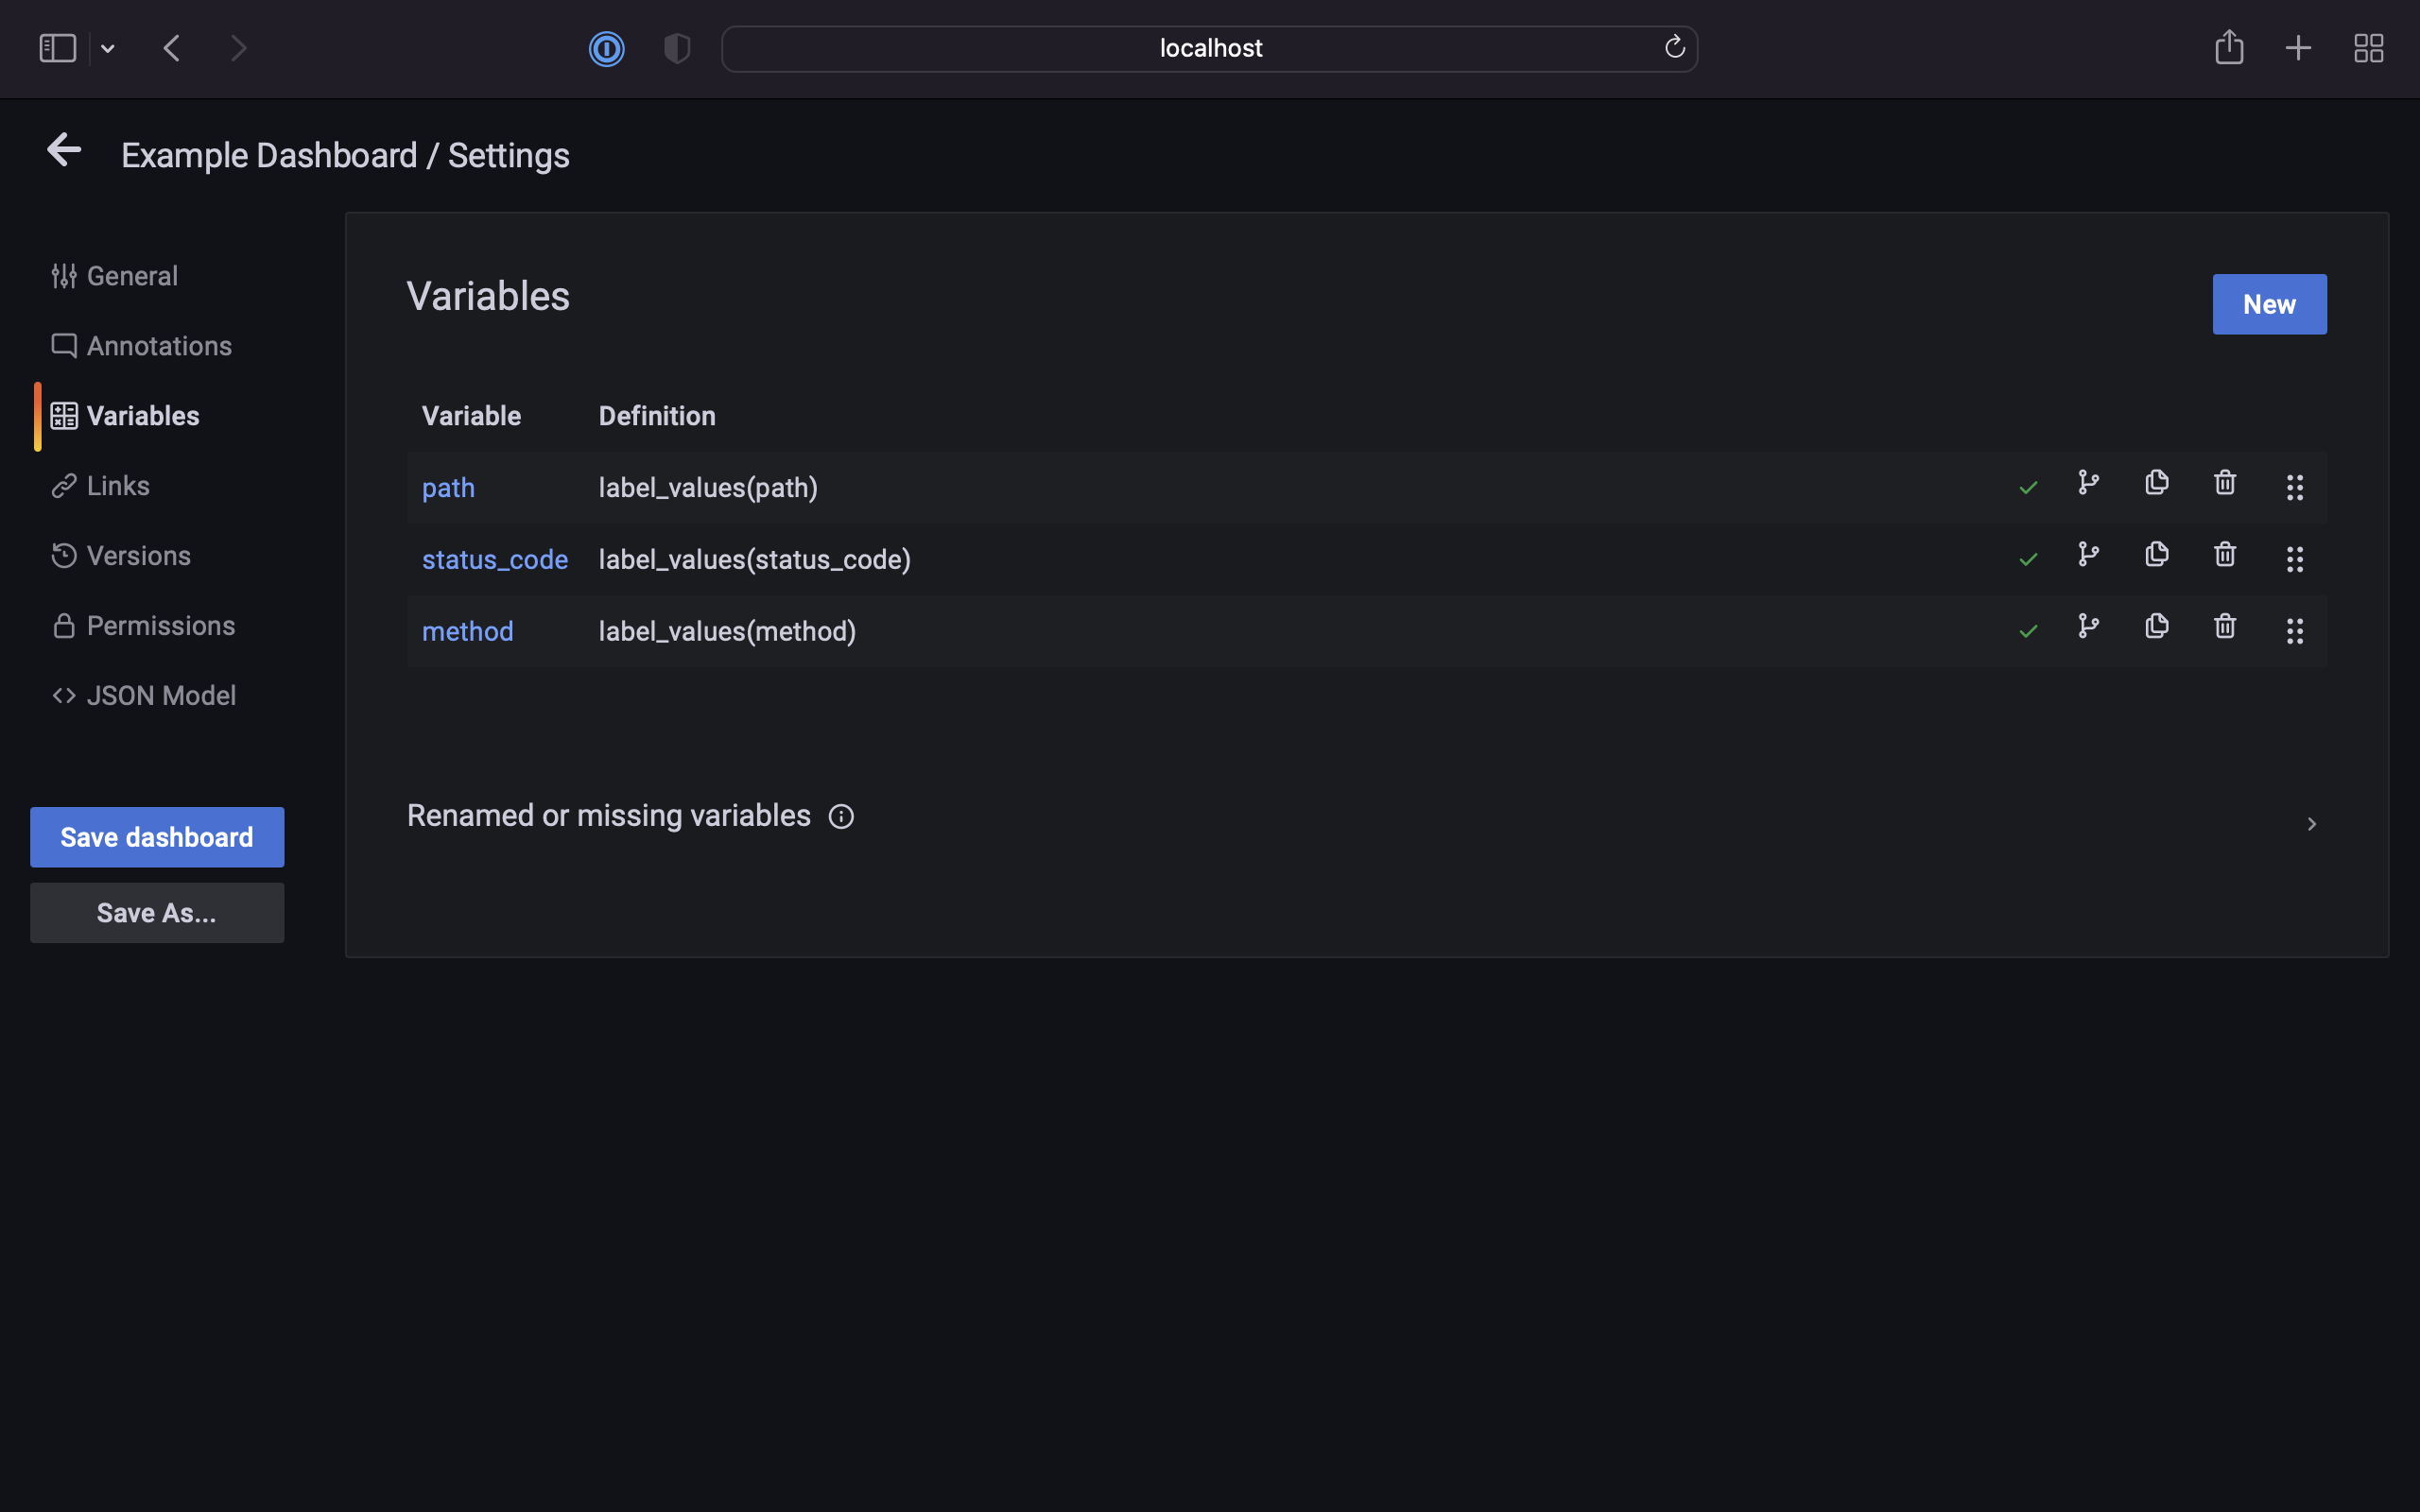 localhost
Example Dashboard / Settings
General
Annotations
Variables
Links
Versions
Permissions
JSON Model
Save dashboard
Save As...
Variables
New
Variable Definition
path label_values(path)
status_code label_values(status_code)
method label_values(method)
Renamed or missing variables